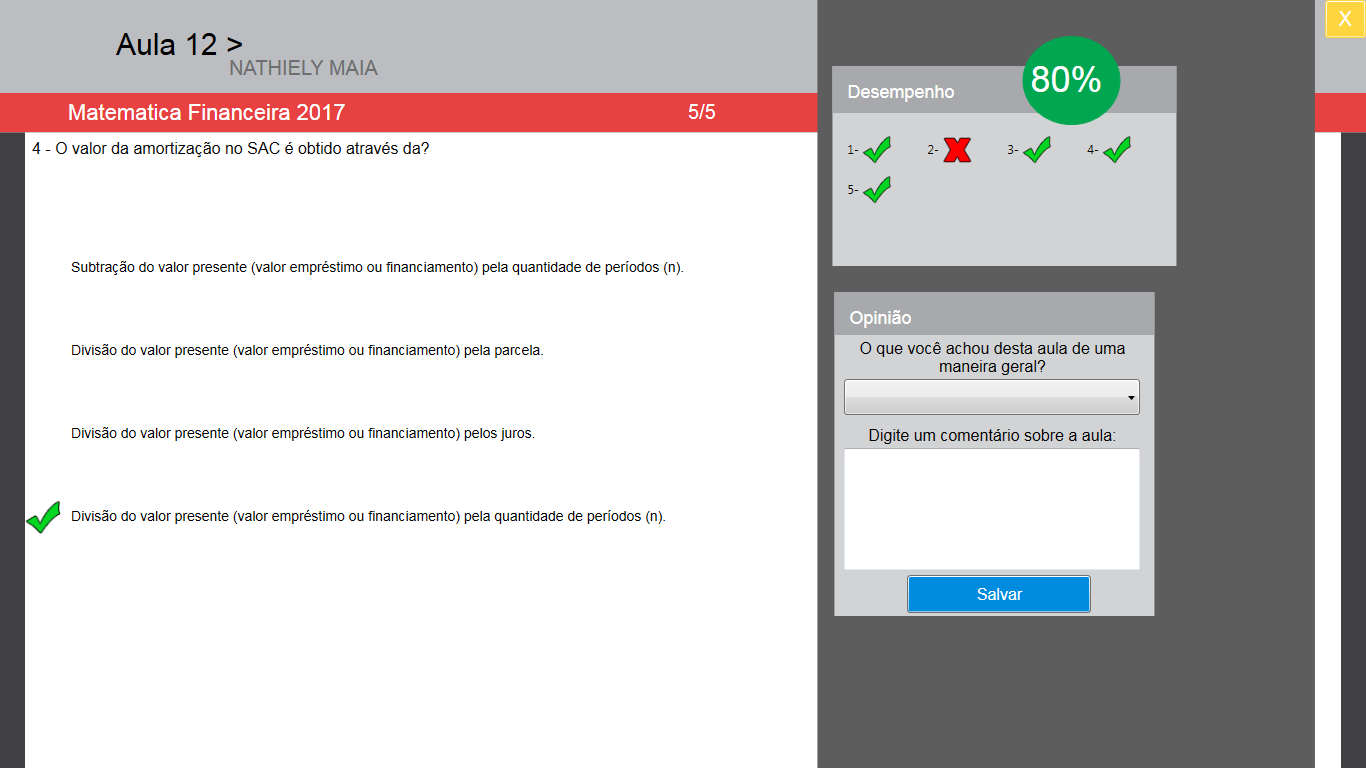 Aula 12 >
NATHIELY MAIA
Matematica Financeira 2017 5/5
4 - O valor da amortização no SAC é obtido através da?
Subtração do valor presente (valor empréstimo ou financiamento) pela quantidade de períodos (n).
Divisão do valor presente (valor empréstimo ou financiamento) pela parcela.
Divisão do valor presente (valor empréstimo ou financiamento) pelos juros.
Divisão do valor presente (valor empréstimo ou financiamento) pela quantidade de períodos (n).
X
Desempenho 80%
1- 2- 3- 4-
5-
Opinião
O que você achou desta aula de uma
maneira geral?
Digite um comentário sobre a aula:
Salvar